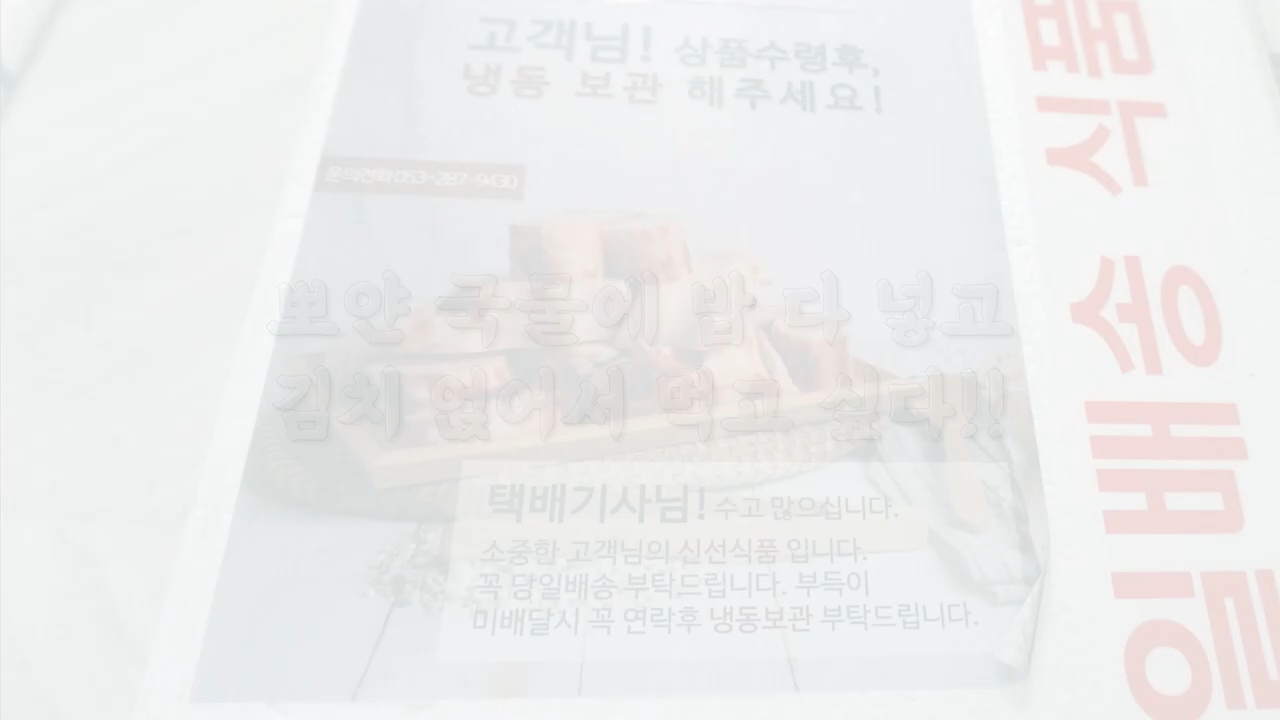 고객님! 상품수령후,
냉동 보관 해주세요!
문의전화 053-287-9430
뽀얀 국물에 밥 다 넣고
김치 얹어서 먹고 싶다!!
택배기사님! 수고 많으십니다.
소중한 고객님의 신선식품 입니다.
꼭 당일배송 부탁드립니다. 부득이
미배달시 꼭 연락후 냉동보관 부탁드립니다.
일배송 식품